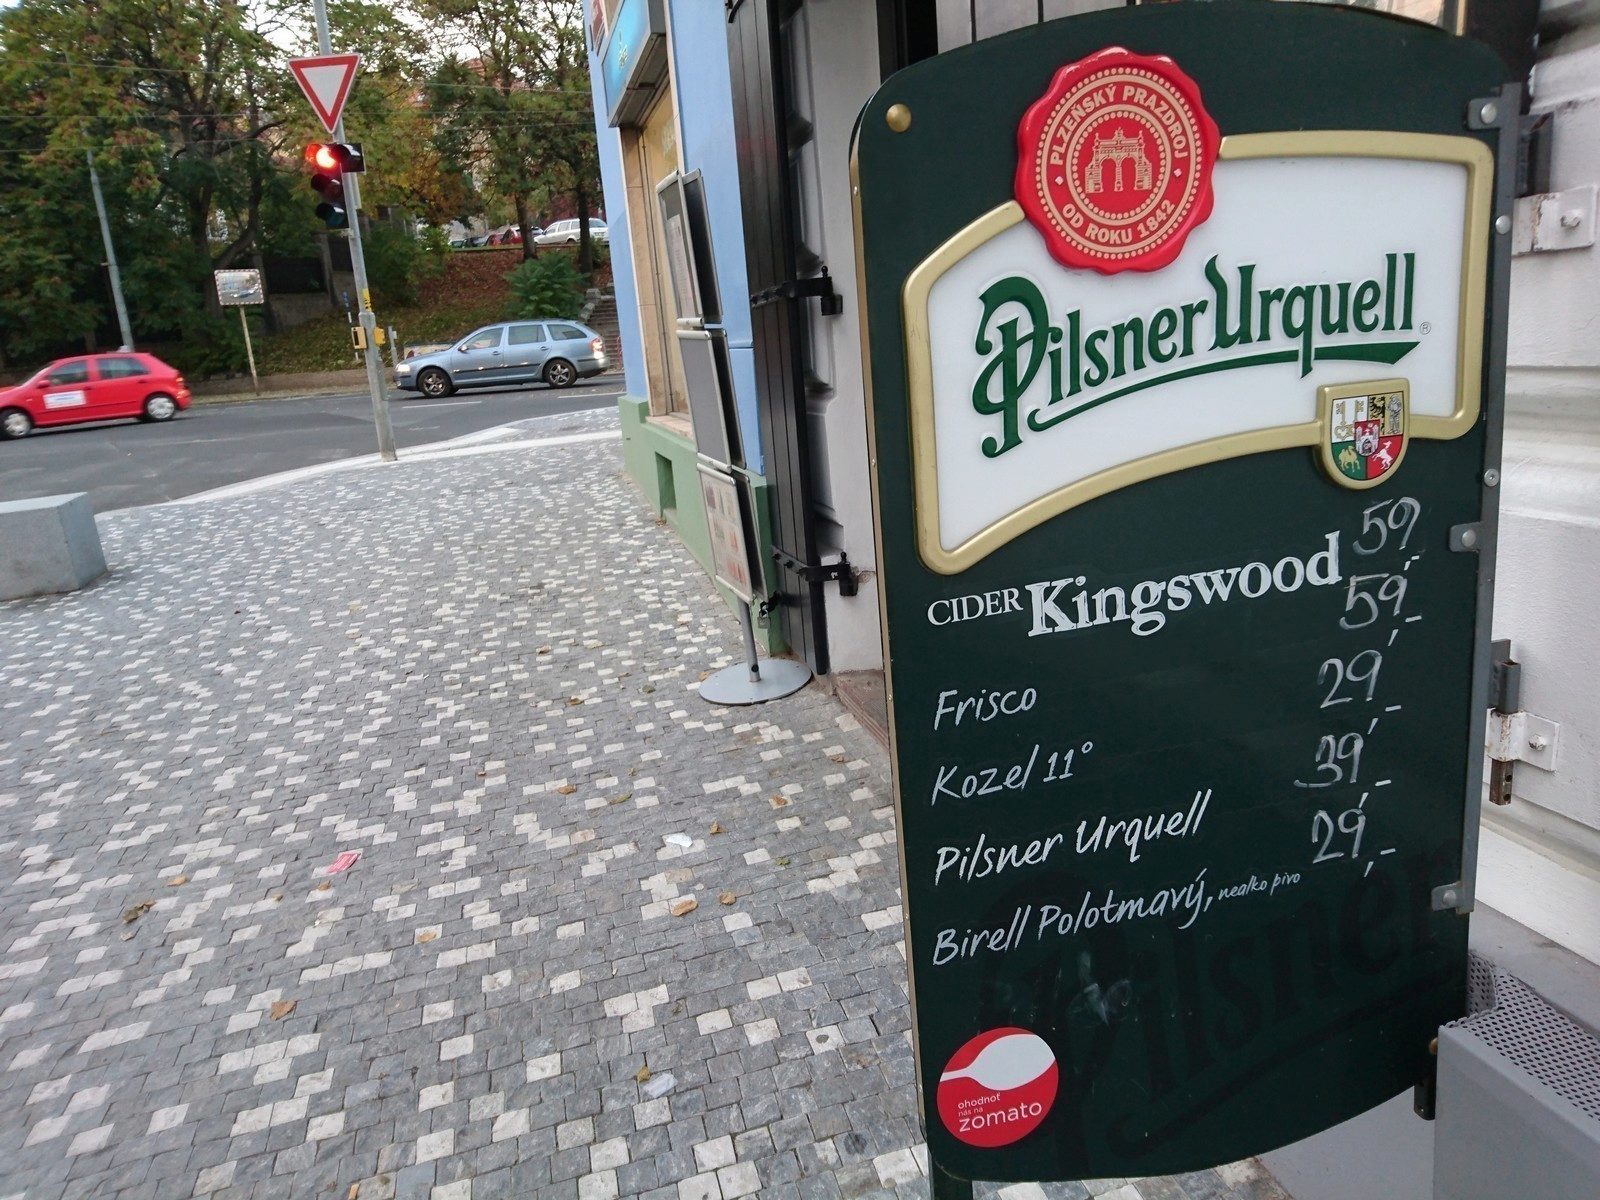 PLZEŇSKÝ PRAZDROJ
OD ROKU 1842
Pilsner Urquell ®
CIDER Kingswood 59,-
Frisco 59,-
Kozel 11° 29,-
Pilsner Urquell 39,-
Birell Polotmavý, nealko pivo 29,-
Pilsner
ohodnoť
nás na
zomato